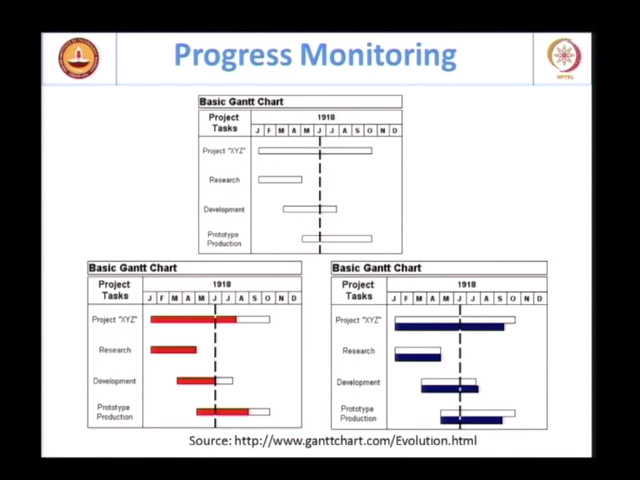 Progress Monitoring
NPTEL
Basic Gantt Chart
Project Tasks
1918
J F M A M J J A S O N D
Project "XYZ"
Research
Development
Prototype
Production
Basic Gantt Chart
Project
Tasks
1918
J F M A M J J A S O N D
Project "XYZ"
Research
Development
Prototype
Production
Basic Gantt Chart
Project
Tasks
1918
J F M A M J J A S O N D
Project "XYZ"
Research
Development
Prototype
Production
Source: http://www.ganttchart.com/Evolution.html